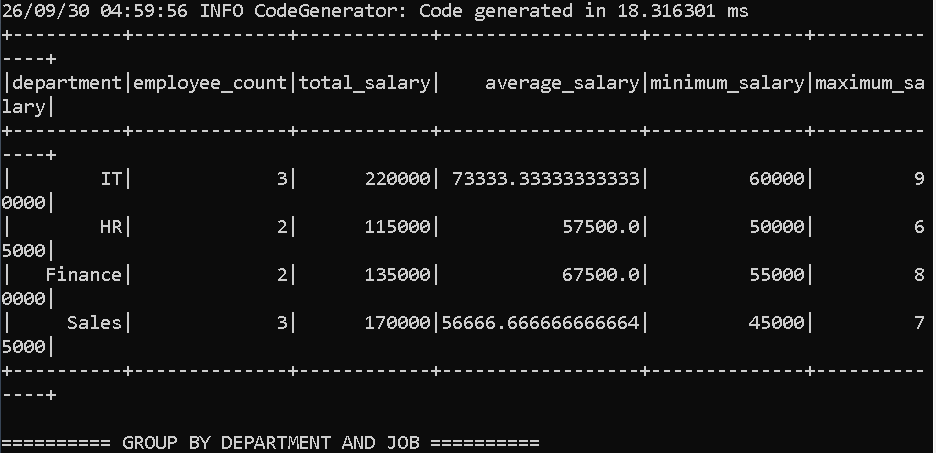 26/09/30 04:59:56 INFO CodeGenerator: Code generated in 18.316301 ms
+----------+--------------+------------+------------------+--------------+----------
----+
|department|employee_count|total_salary|    average_salary|minimum_salary|maximum_sa
lary|
+----------+--------------+------------+------------------+--------------+----------
----+
|        IT|             3|      220000| 73333.33333333333|         60000|         9
0000|
|        HR|             2|      115000|           57500.0|         50000|         6
5000|
|   Finance|             2|      135000|           67500.0|         55000|         8
0000|
|     Sales|             3|      170000|56666.666666666664|         45000|         7
5000|
+----------+--------------+------------+------------------+--------------+----------
----+
========== GROUP BY DEPARTMENT AND JOB ==========